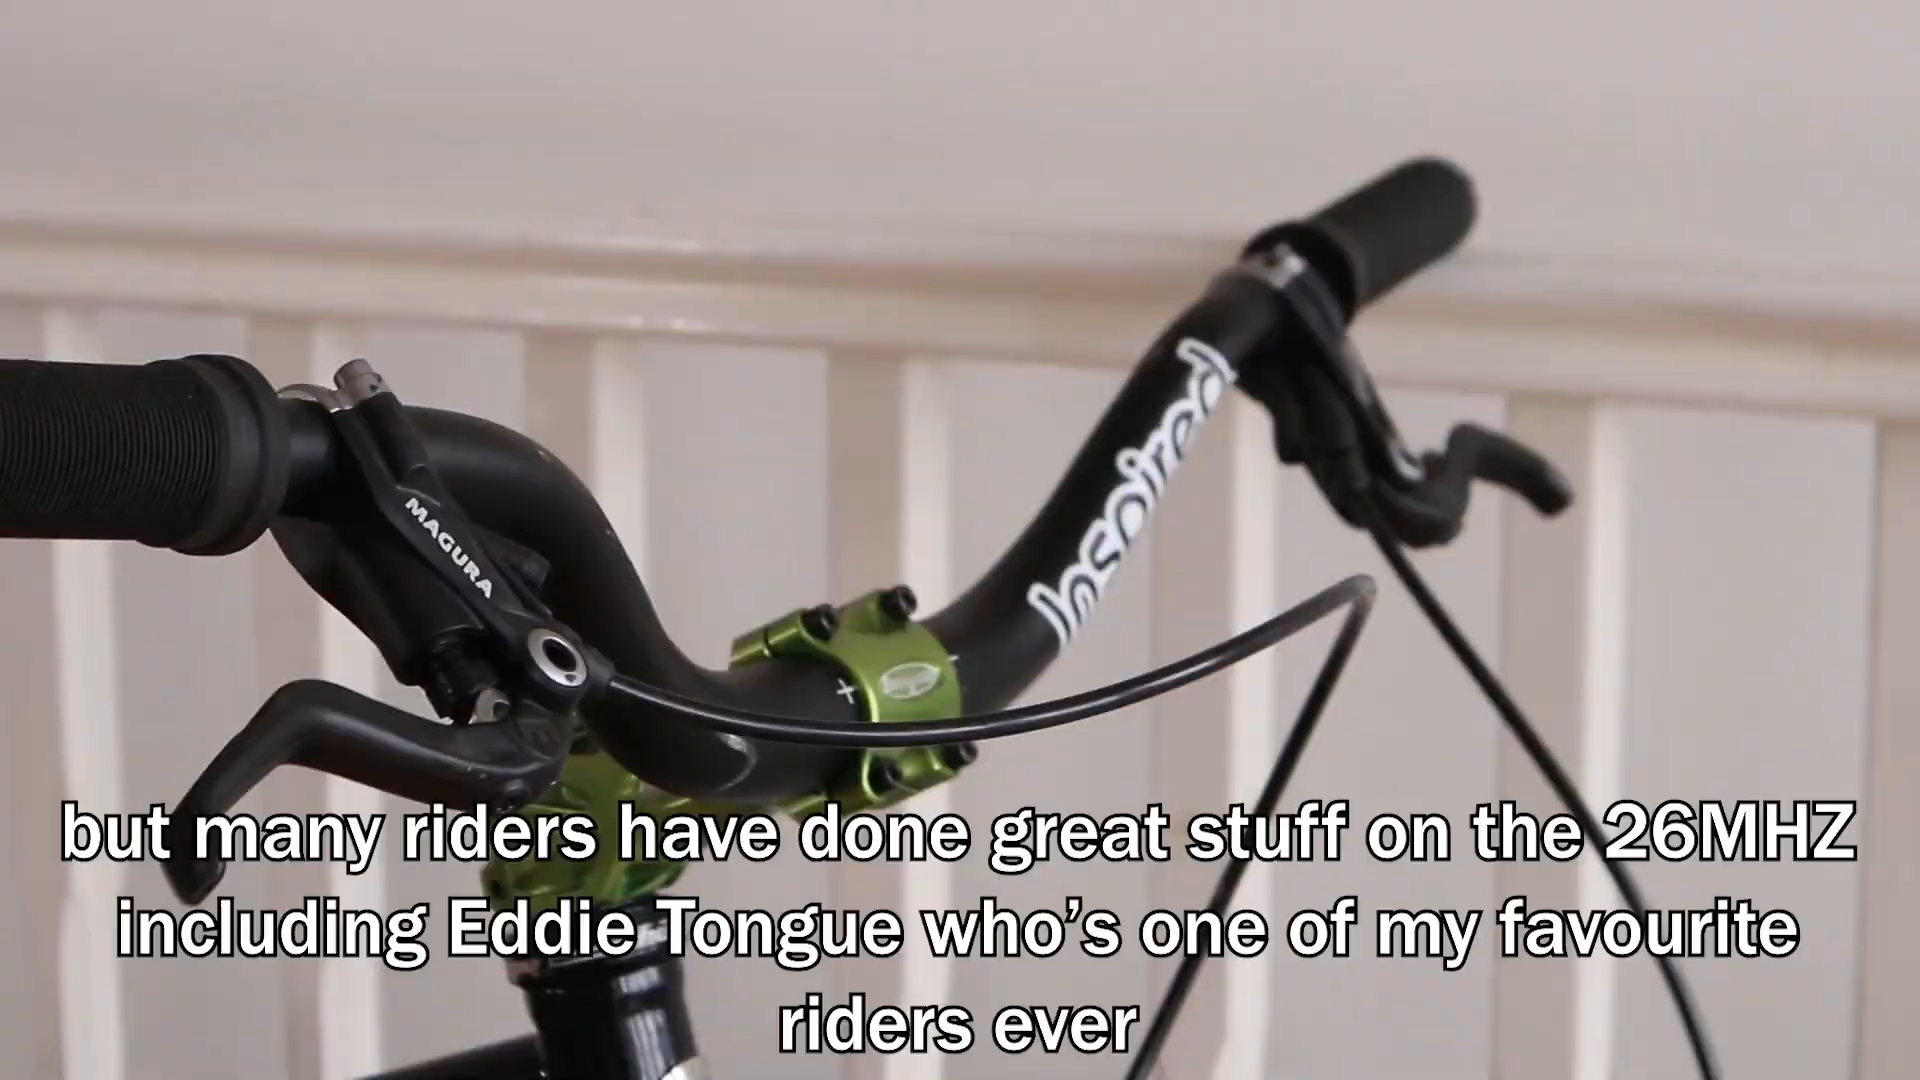 Inspired
MAGURA
but many riders have done great stuff on the 26MHZ
including Eddie Tongue who’s one of my favourite
riders ever